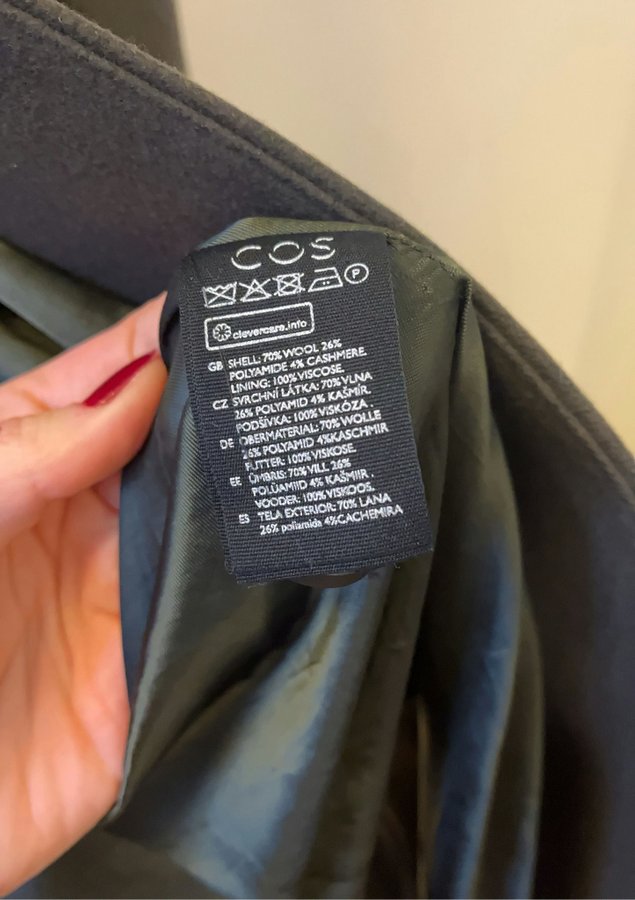 COS
P
clevercare.info
GB SHELL: 70% WOOL 26%
POLYAMIDE 4% CASHMERE.
LINING: 100% VISCOSE.
CZ SVRCHNÍ LÁTKA: 70% VLNA
26% POLYAMID 4% KAŠMÍR.
PODŠÍVKA: 100% VISKÓZA.
DE OBERMATERIAL: 70% WOLLE
26% POLYAMID 4%KASCHMIR
FUTTER: 100% VISKOSE.
EE ÜMBRIS: 70% VILL 26%
POLÜAMIID 4% KAŠMIIR.
VOODER: 100% VISKOOS.
ES TELA EXTERIOR: 70% LANA
26% poliamida 4%CACHEMIRA